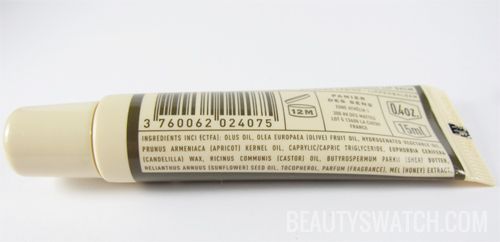 3 760062 024075
12M
PANIER
DES SENS
FRANCE
0,4oz.
15ml
INGREDIENTS INCI (CTFA): OLUS OIL, OLEA EUROPAEA (OLIVE) FRUIT OIL, HYDROGENATED VEGETABLE OIL,
PRUNUS ARMENIACA (APRICOT) KERNEL OIL, CAPRYLIC/CAPRIC TRIGLYCERIDE, EUPHORBIA CERIFERA
(CANDELILLA) WAX, RICINUS COMMUNIS (CASTOR) OIL, BUTYROSPERMUM PARKII (SHEA) BUTTER,
HELIANTHUS ANNUUS (SUNFLOWER) SEED OIL, TOCOPHEROL, PARFUM (FRAGRANCE), MEL (HONEY) EXTRACT.
BEAUTYSWATCH.COM